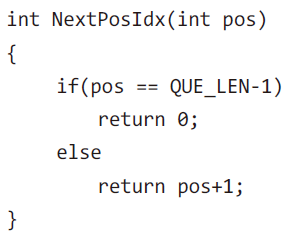 int NextPosIdx(int pos)
{
    if(pos == QUE_LEN-1)
        return 0;
    else
        return pos+1;
}